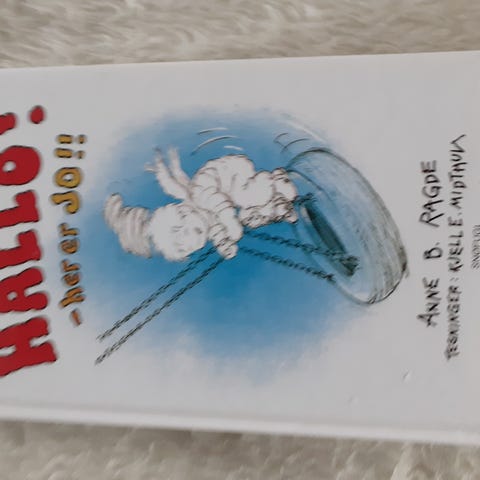 HALLO!
- her er JO!!
ANNE B. RAGDE
TEGNINGER: KJELL E. MIDTHUN